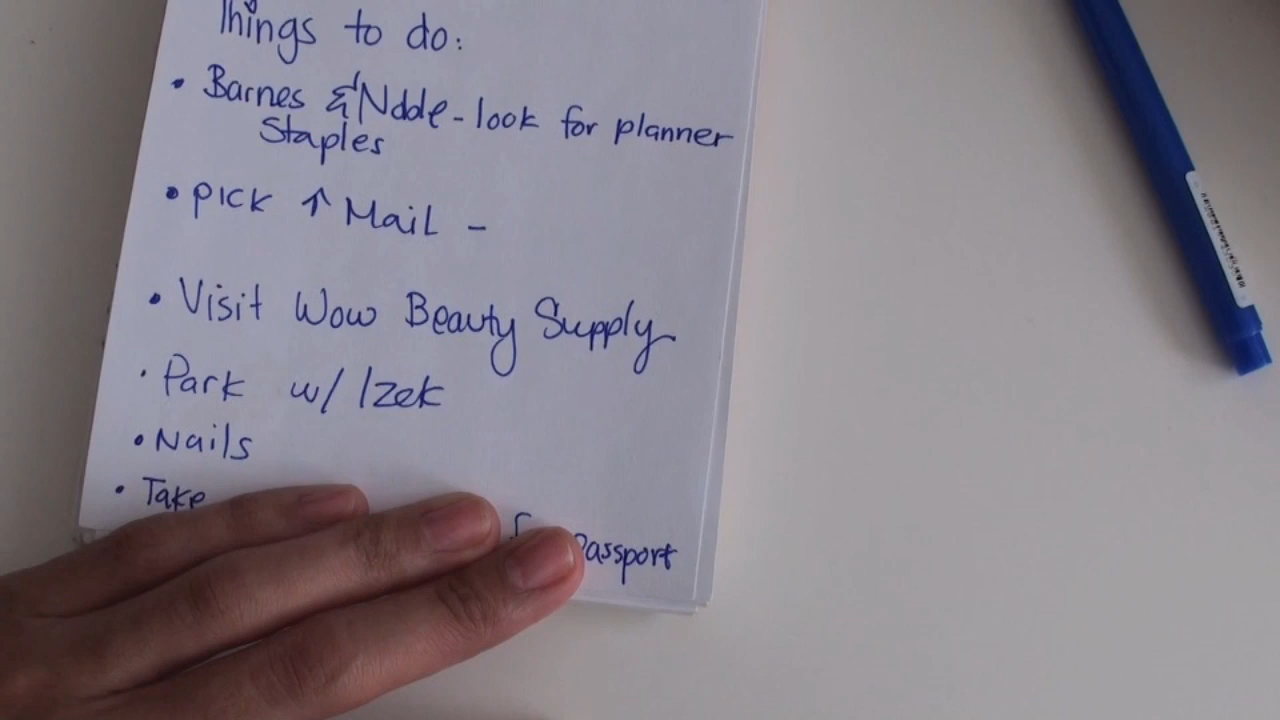 Things to do:
• Barnes & Noble - look for planner
Staples
• Pick ↑ Mail -
• Visit Wow Beauty Supply
• Park w/ Izek
• Nails
• Take
passport